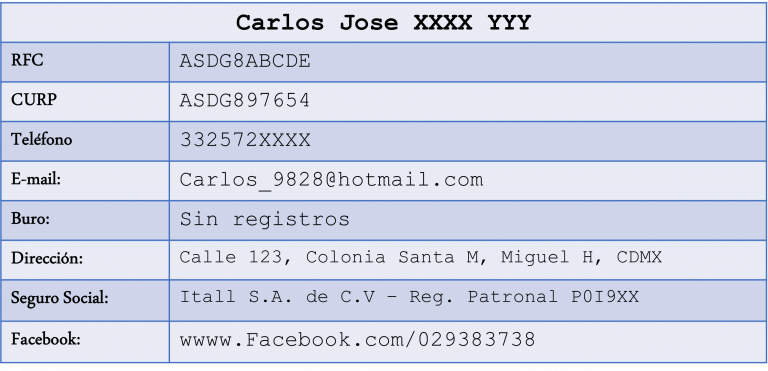 Carlos Jose XXXX YYY
RFC ASDG8ABCDE
CURP ASDG897654
Teléfono 332572XXXX
E-mail: Carlos_9828@hotmail.com
Buro: Sin registros
Dirección: Calle 123, Colonia Santa M, Miguel H, CDMX
Seguro Social: Itall S.A. de C.V – Reg. Patronal P0I9XX
Facebook: wwww.Facebook.com/029383738